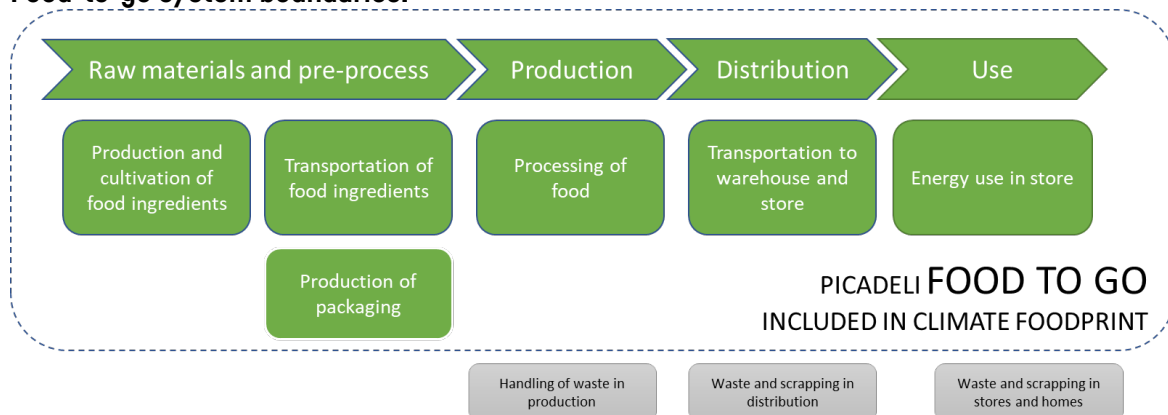 Food-to-go system boundaries:
Raw materials and pre-process
Production
Distribution
Use
Production and
cultivation of
food ingredients
Transportation of
food ingredients
Processing of
food
Transportation to
warehouse and
store
Energy use in store
Production of
packaging
PICADELI FOOD TO GO
INCLUDED IN CLIMATE FOODPRINT
Handling of waste in
production
Waste and scrapping in
distribution
Waste and scrapping in
stores and homes